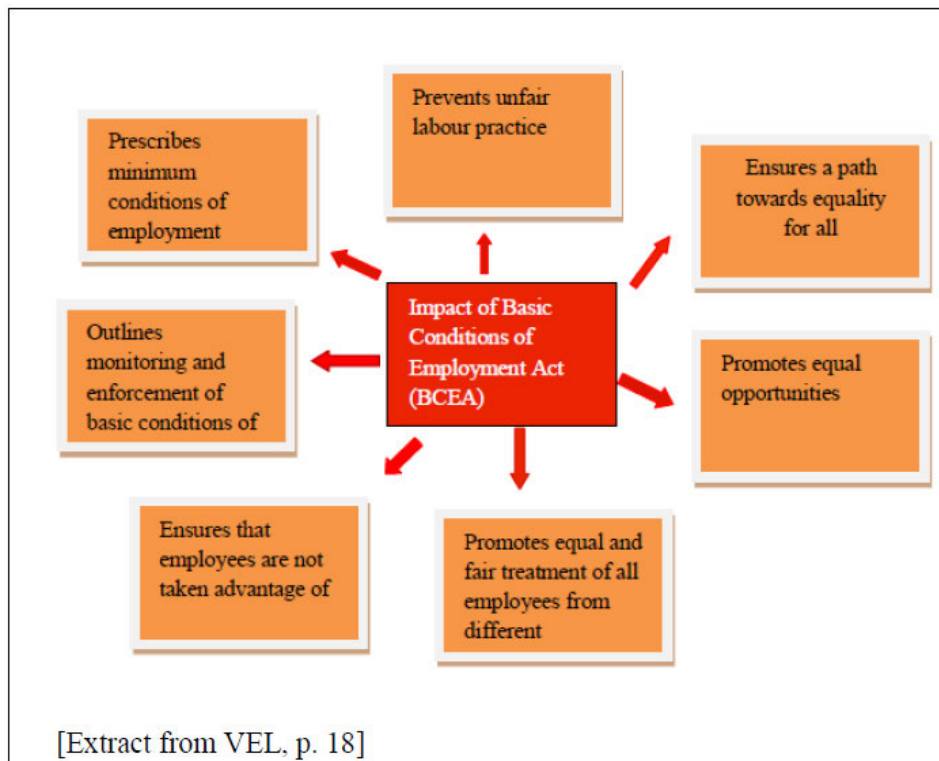 Prevents unfair
labour practice
Prescribes
minimum
conditions of
employment
Ensures a path
towards equality
for all
Impact of Basic
Conditions of
Employment Act
(BCEA)
Outlines
monitoring and
enforcement of
basic conditions of
Promotes equal
opportunities
Ensures that
employees are not
taken advantage of
Promotes equal and
fair treatment of all
employees from
different
[Extract from VEL, p. 18]